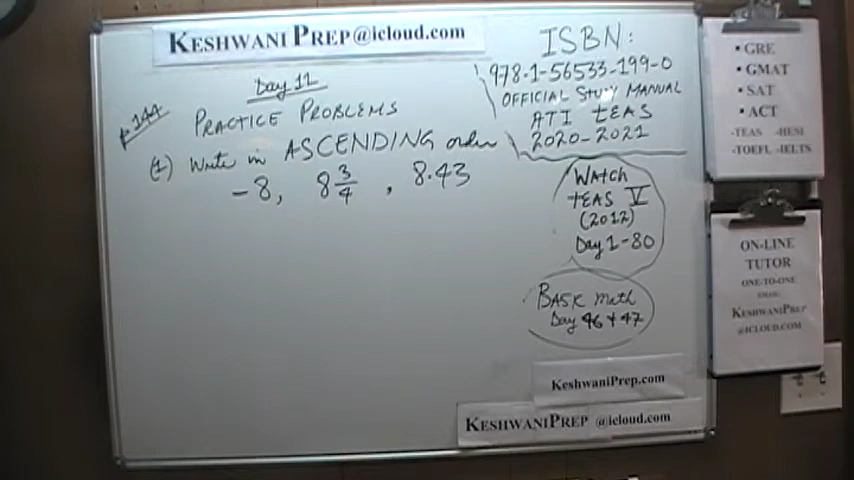 KESHWANIPREP@icloud.com
Day 11
p.144
PRACTICE PROBLEMS
(1) Write in ASCENDING order
-8, 8 3/4, 8.43
ISBN:
978-1-56533-199-0
OFFICIAL STUDY MANUAL
ATI TEAS
2020-2021
WATCH
TEAS V
(2012)
Day 1-80
BASIC Math
Day 46 + 47
KeshwaniPrep.com
KESHWANIPREP @icloud.com
• GRE
• GMAT
• SAT
• ACT
-TEAS -HESI
-TOEFL -IELTS
ON-LINE
TUTOR
ONE-TO-ONE
EMAIL:
KESHWANIPREP
@ICLOUD.COM